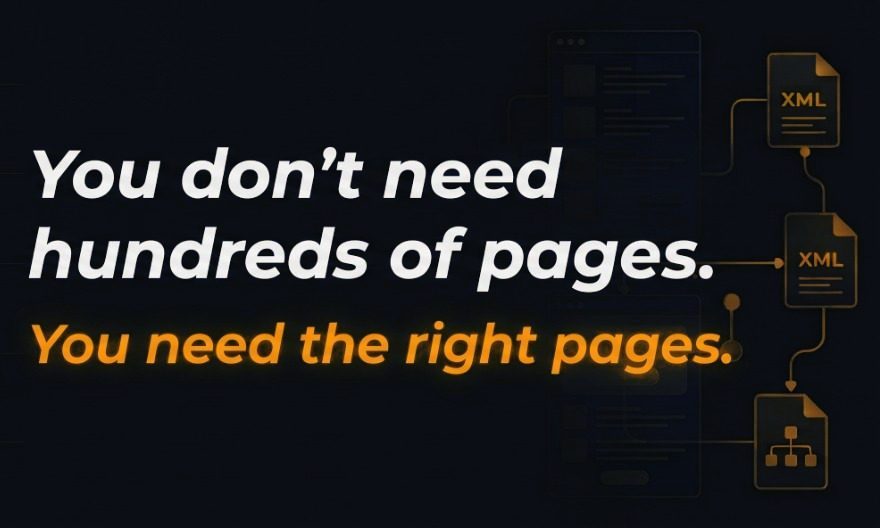 You don’t need
hundreds of pages.
You need the right pages.
XML
XML